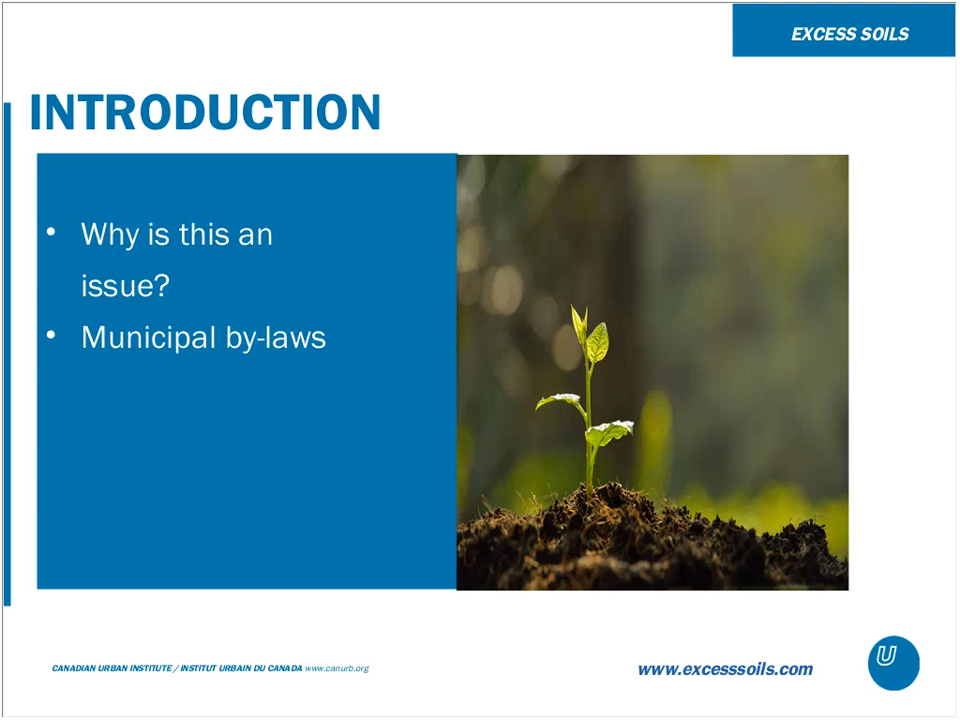 EXCESS SOILS
INTRODUCTION
• Why is this an
issue?
• Municipal by-laws
CANADIAN URBAN INSTITUTE / INSTITUT URBAIN DU CANADA www.canurb.org
www.excesssoils.com
U